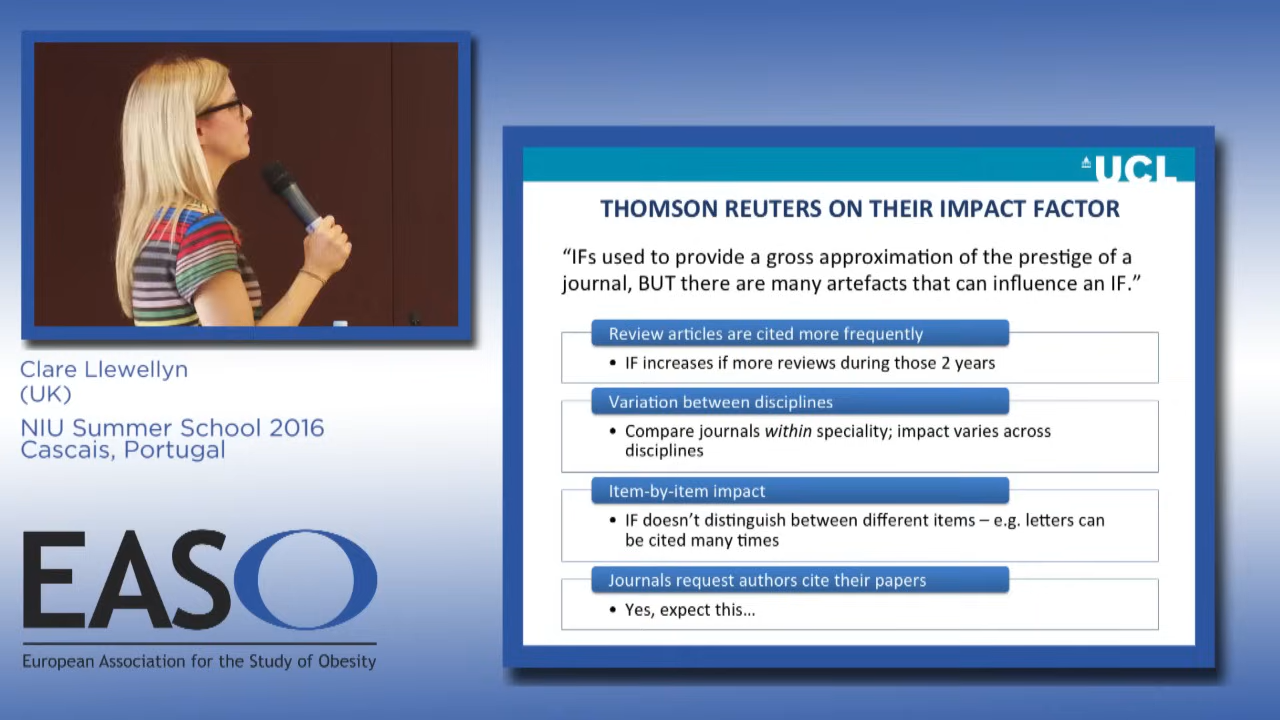 Clare Llewellyn
(UK)
NIU Summer School 2016
Cascais, Portugal
EASO
European Association for the Study of Obesity
UCL
THOMSON REUTERS ON THEIR IMPACT FACTOR
“IFs used to provide a gross approximation of the prestige of a
journal, BUT there are many artefacts that can influence an IF.”
Review articles are cited more frequently
• IF increases if more reviews during those 2 years
Variation between disciplines
• Compare journals within speciality; impact varies across
disciplines
Item-by-item impact
• IF doesn’t distinguish between different items – e.g. letters can
be cited many times
Journals request authors cite their papers
• Yes, expect this…